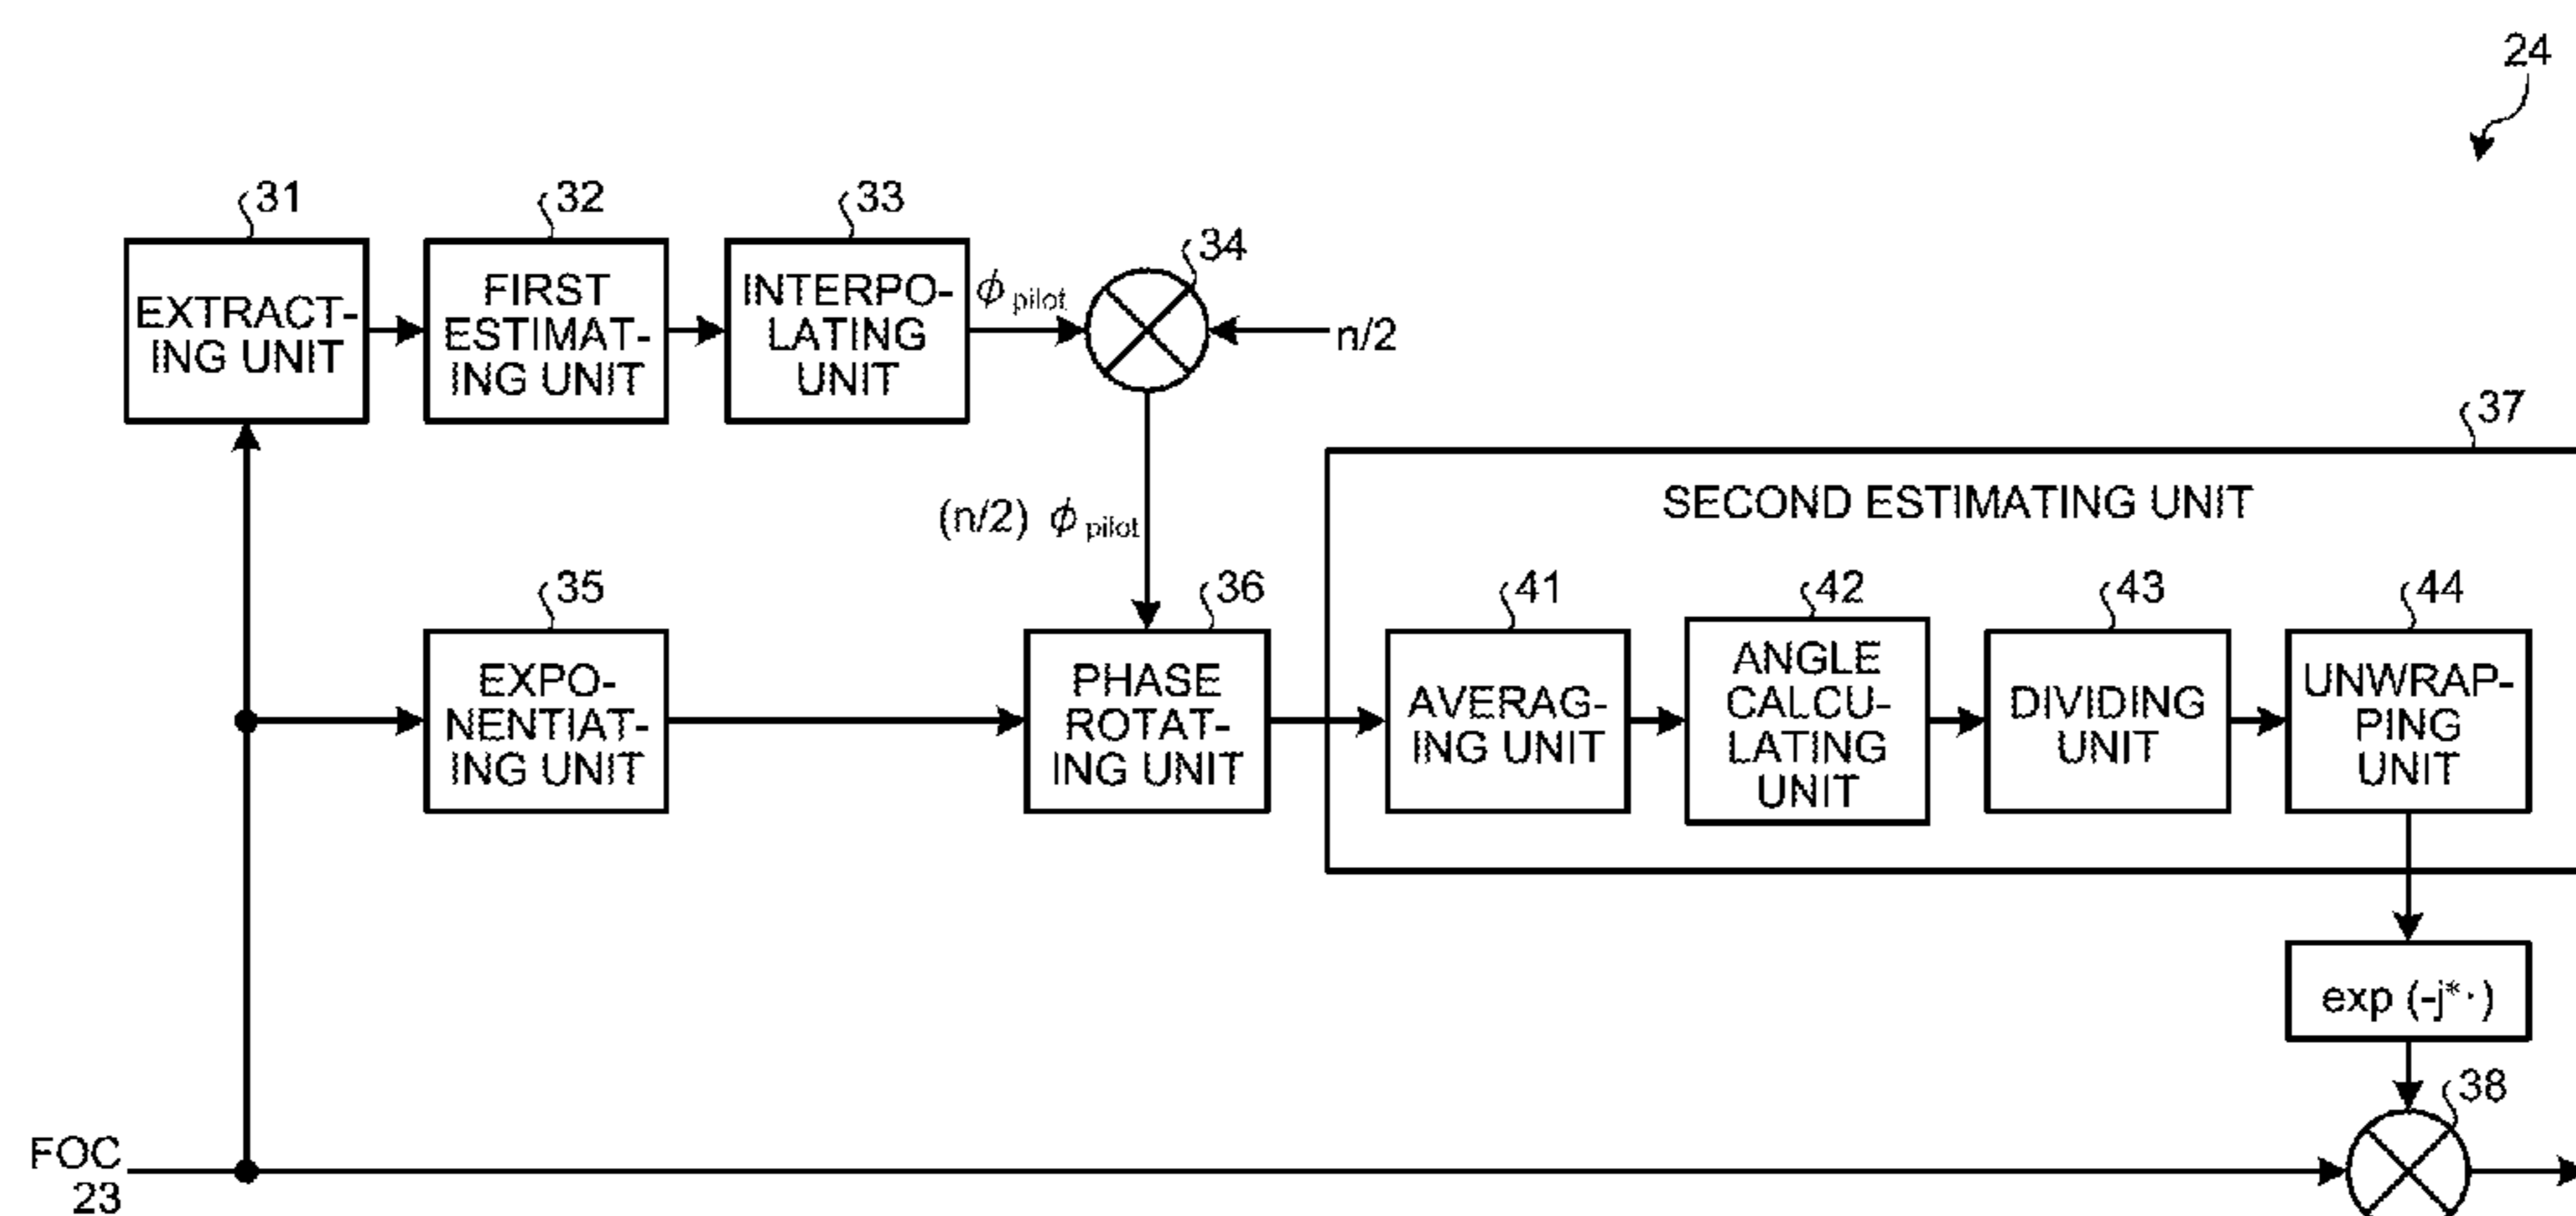 24
31
32
33
34
EXTRACT-
ING UNIT
FIRST
ESTIMAT-
ING UNIT
INTERPO-
LATING
UNIT
ϕ pilot
n/2
37
(n/2) ϕ pilot
SECOND ESTIMATING UNIT
35
36
41
42
43
44
EXPO-
NENTIAT-
ING UNIT
PHASE
ROTAT-
ING UNIT
AVERAG-
ING UNIT
ANGLE
CALCU-
LATING
UNIT
DIVIDING
UNIT
UNWRAP-
PING
UNIT
exp (-j*·)
38
FOC
23